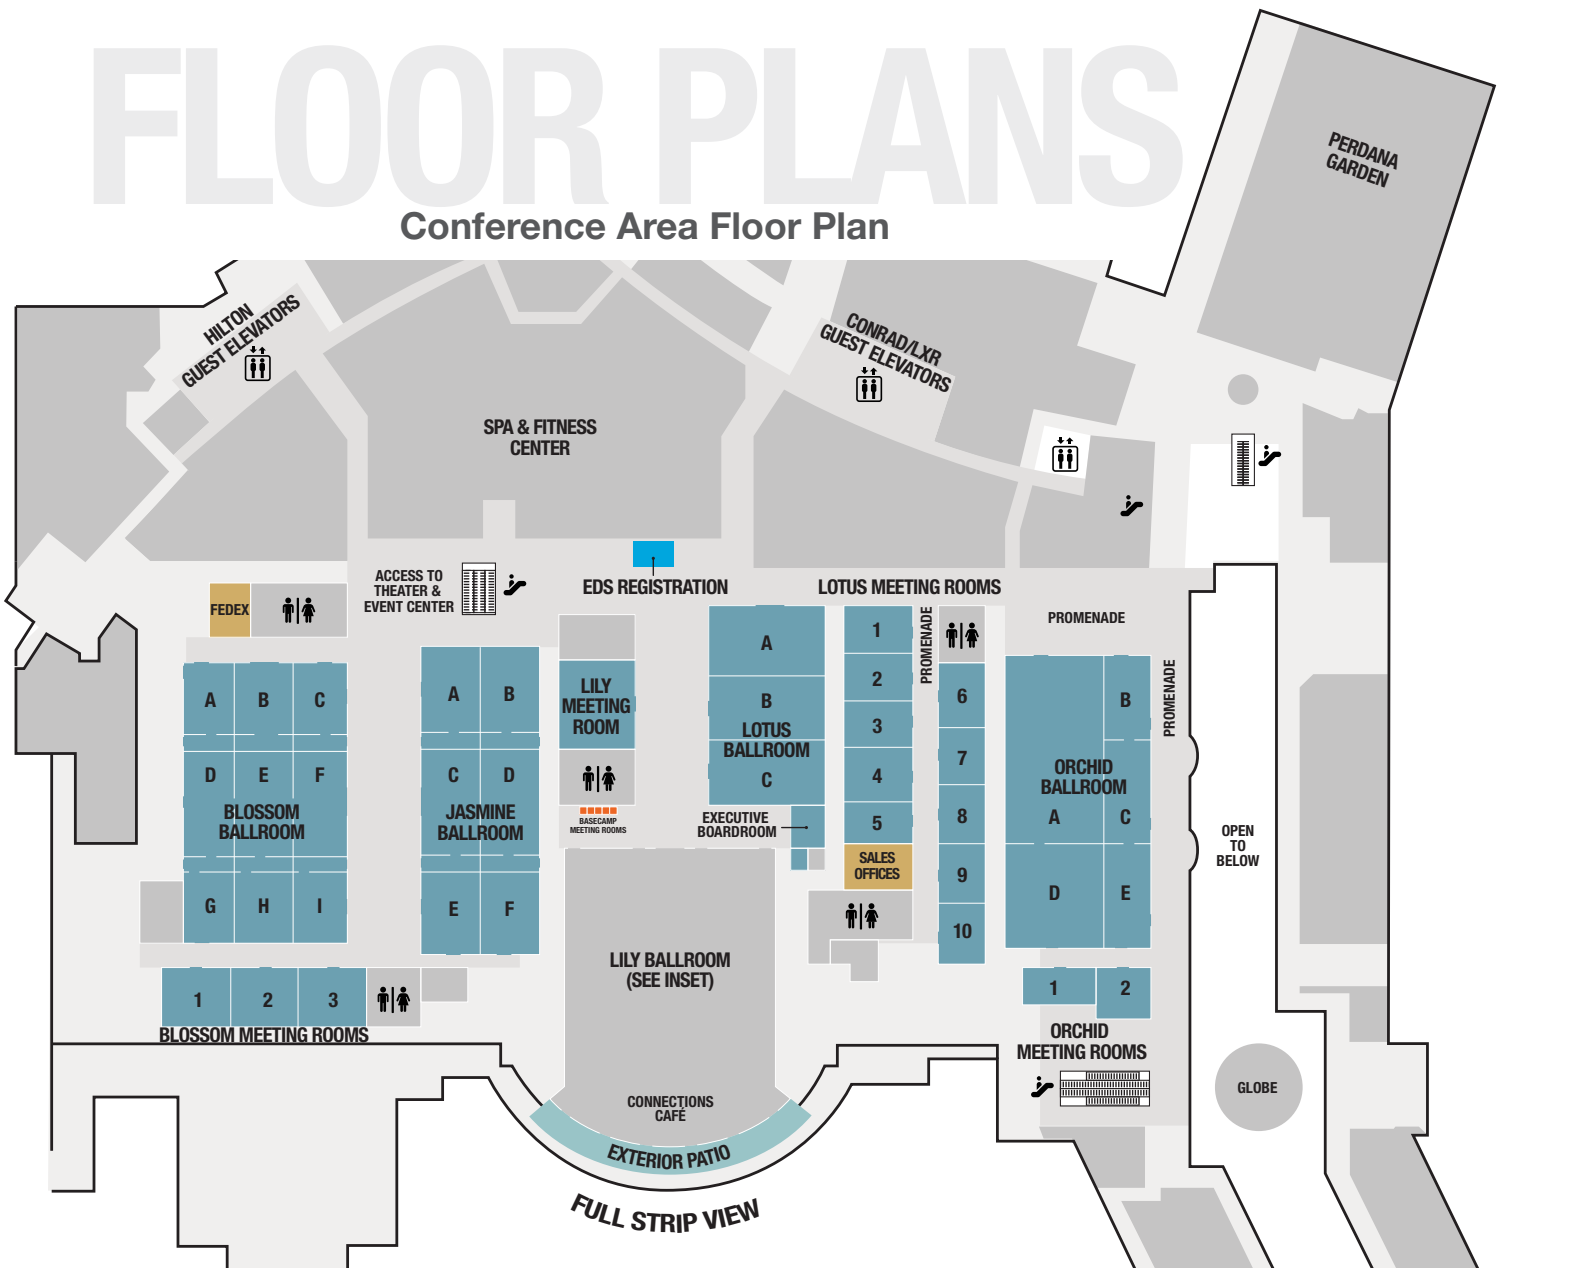 FLOOR PLANS
Conference Area Floor Plan
PERDANA
GARDEN
HILTON
GUEST ELEVATORS
CONRAD/LXR
GUEST ELEVATORS
SPA & FITNESS
CENTER
ACCESS TO
THEATER &
EVENT CENTER
EDS REGISTRATION
LOTUS MEETING ROOMS
FEDEX
PROMENADE
PROMENADE
PROMENADE
A
B
C
D
E
F
BLOSSOM
BALLROOM
G
H
I
A
B
C
D
JASMINE
BALLROOM
E
F
LILY
MEETING
ROOM
BASECAMP
MEETING ROOMS
A
B
LOTUS
BALLROOM
C
EXECUTIVE
BOARDROOM
1
2
3
4
5
SALES
OFFICES
6
7
8
9
10
B
ORCHID
BALLROOM
A
C
D
E
OPEN
TO
BELOW
LILY BALLROOM
(SEE INSET)
1
2
3
BLOSSOM MEETING ROOMS
1
2
ORCHID
MEETING ROOMS
GLOBE
CONNECTIONS
CAFÉ
EXTERIOR PATIO
FULL STRIP VIEW